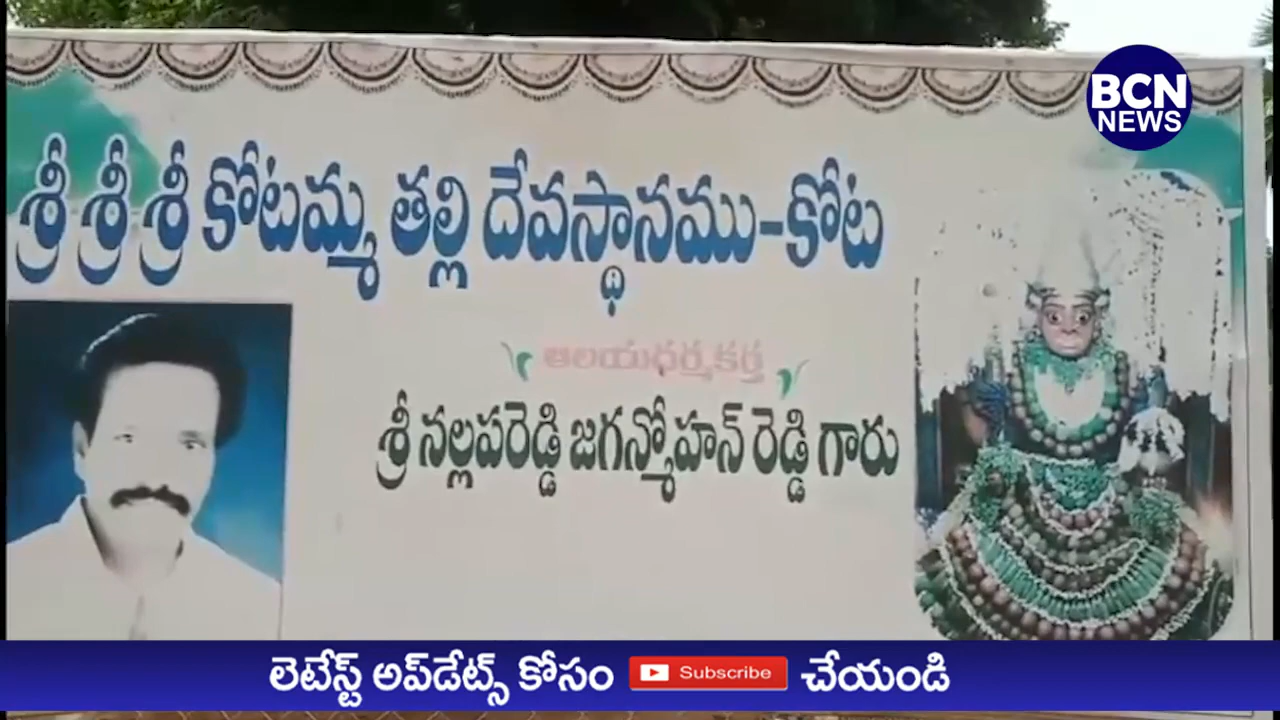 BCN
NEWS
శ్రీ శ్రీ శ్రీ కోటమ్మ తల్లి దేవస్థానము-కోట
ఆలయధర్మకర్త
శ్రీ నల్లపరెడ్డి జగన్మోహన్ రెడ్డి గారు
లెటేస్ట్ అప్‌డేట్స్ కోసం Subscribe చేయండి